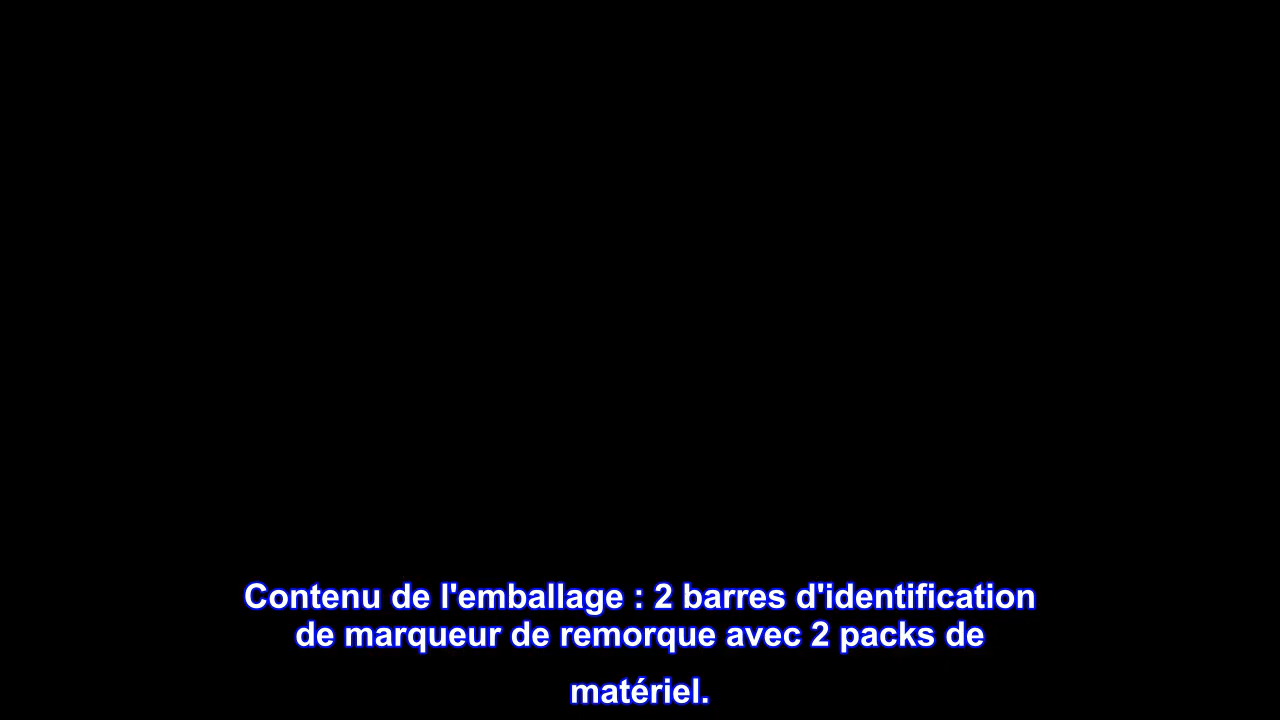 Contenu de l'emballage : 2 barres d'identification
de marqueur de remorque avec 2 packs de
matériel.